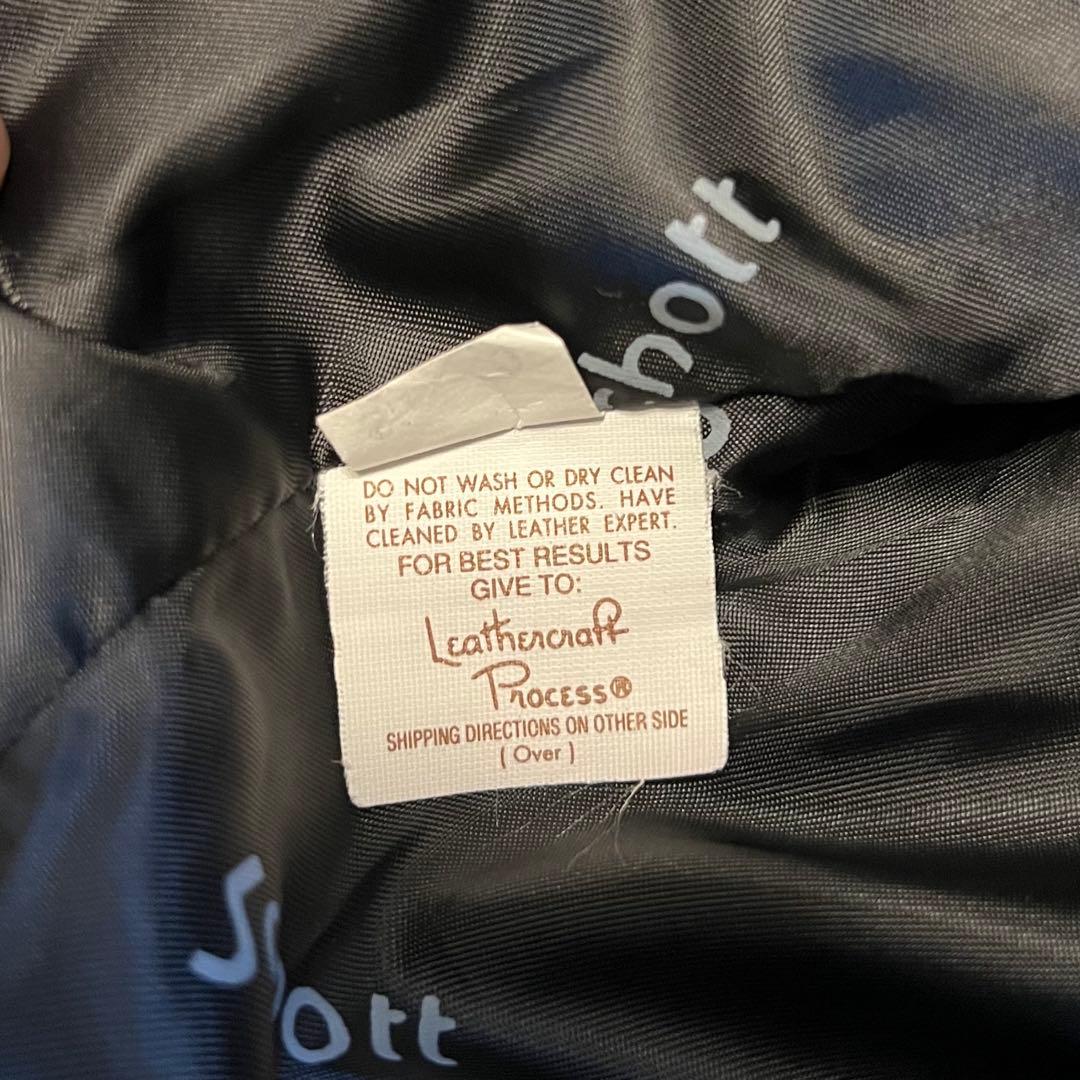 Schott
DO NOT WASH OR DRY CLEAN
BY FABRIC METHODS. HAVE
CLEANED BY LEATHER EXPERT.
FOR BEST RESULTS
GIVE TO:
Leathercraft
Process®
SHIPPING DIRECTIONS ON OTHER SIDE
( Over )
Schott